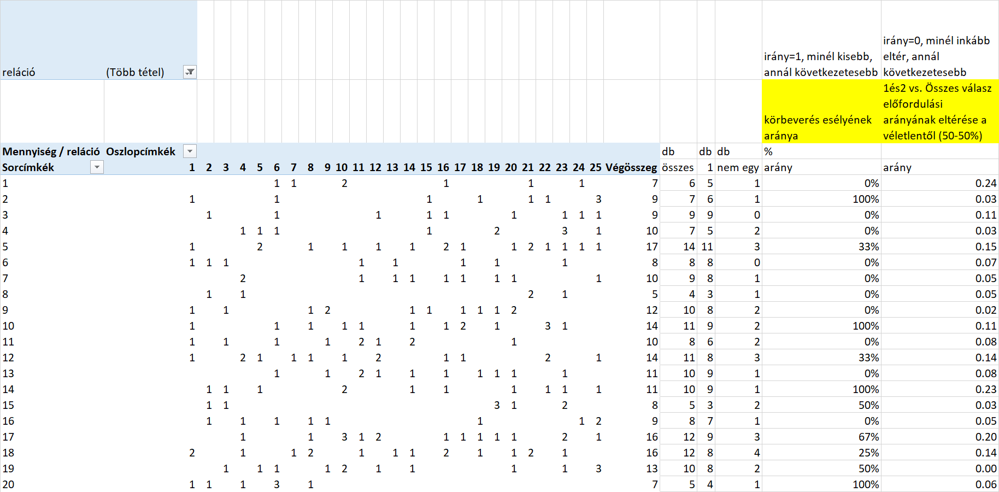 irány=0, minél inkább
irány=1, minél kisebb, eltér, annál
reláció (Több tétel) annál következetesebb következetesebb
1és2 vs. Összes válasz
előfordulási
körbeverés esélyének arányának eltérése a
aránya véletlentől (50-50%)
Mennyiség / reláció Oszlopcímkék db db db %
Sorcímkék 1 2 3 4 5 6 7 8 9 10 11 12 13 14 15 16 17 18 19 20 21 22 23 24 25 Végösszeg összes 1 nem egy arány arány
1 1 1 2 1 1 1 7 6 5 1 0% 0.24
2 1 1 1 1 1 1 3 9 7 6 1 100% 0.03
3 1 1 1 1 1 1 1 1 1 9 9 9 0 0% 0.11
4 1 1 1 1 2 3 1 10 7 5 2 0% 0.03
5 1 2 1 1 1 1 2 1 1 2 1 1 1 1 17 14 11 3 33% 0.15
6 1 1 1 1 1 1 1 1 8 8 8 0 0% 0.07
7 2 1 1 1 1 1 1 1 1 10 9 8 1 0% 0.05
8 1 1 2 1 5 4 3 1 0% 0.05
9 1 1 1 2 1 1 1 1 1 2 12 10 8 2 0% 0.02
10 1 1 1 1 1 1 1 2 1 3 1 14 11 9 2 100% 0.11
11 1 1 1 1 2 1 2 1 10 8 6 2 0% 0.08
12 1 2 1 1 1 1 2 1 1 2 1 14 11 8 3 33% 0.14
13 1 1 2 1 1 1 1 1 1 1 11 10 9 1 0% 0.08
14 1 1 1 2 1 1 1 1 1 1 11 10 9 1 100% 0.23
15 1 1 3 1 2 8 5 3 2 50% 0.03
16 1 1 1 1 1 1 1 2 9 8 7 1 0% 0.05
17 1 1 3 1 2 1 1 1 1 1 2 1 16 12 9 3 67% 0.20
18 2 1 1 2 1 1 1 2 1 1 2 1 16 12 8 4 25% 0.14
19 1 1 1 1 2 1 1 1 1 3 13 10 8 2 50% 0.00
20 1 1 1 3 1 7 5 4 1 100% 0.06